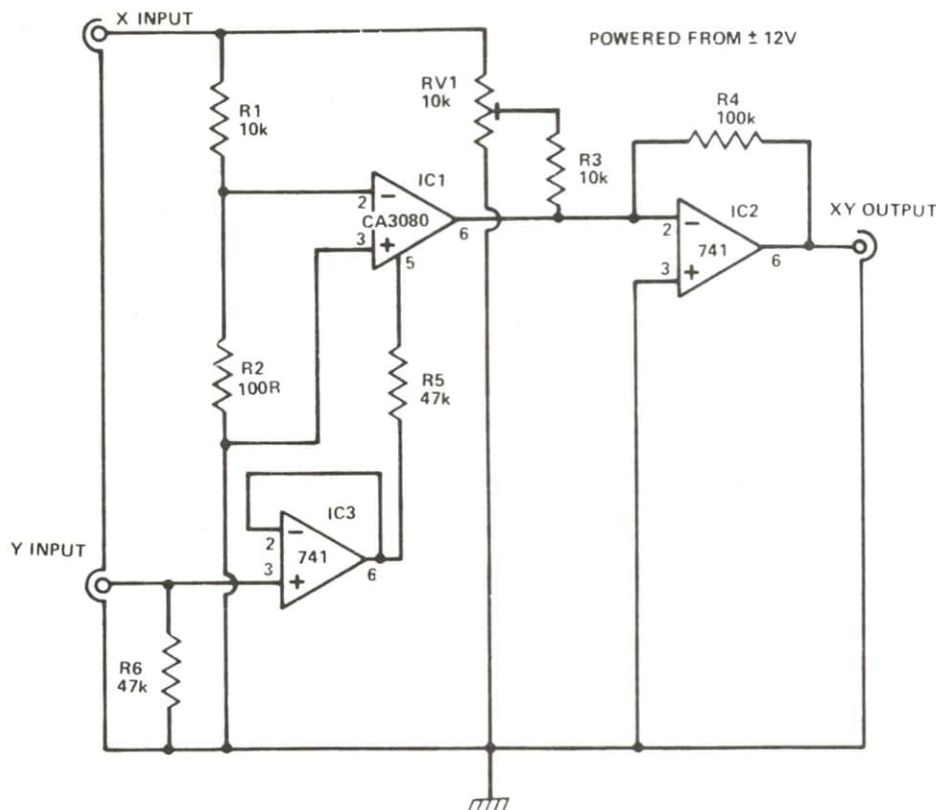 X INPUT
POWERED FROM ± 12V
R1
10k
RV1
10k
R4
100k
R3
10k
IC1
2
−
CA3080
3
+
6
5
IC2
2
−
741
3
+
6
XY OUTPUT
R2
100R
R5
47k
IC3
2
−
741
3
+
6
Y INPUT
R6
47k